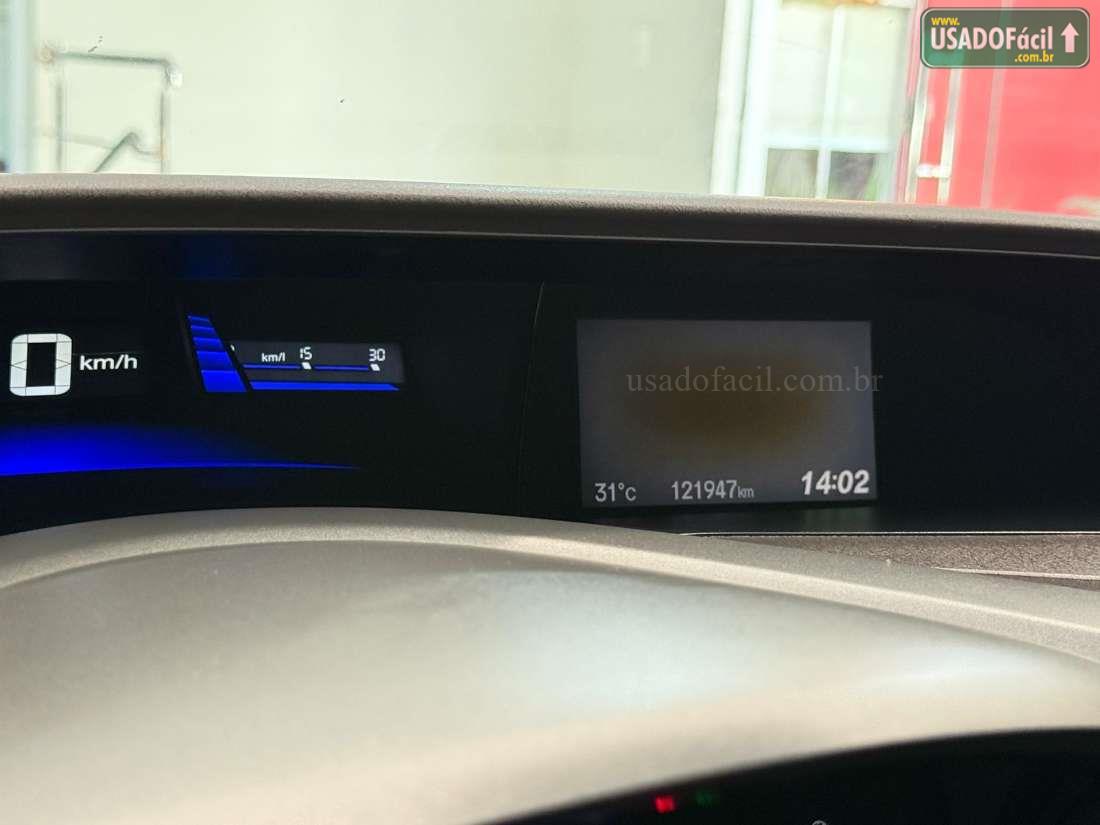 www.
USADOFácil
.com.br
0 km/h
km/l 15 30
usadofacil.com.br
31°C 121947km 14:02